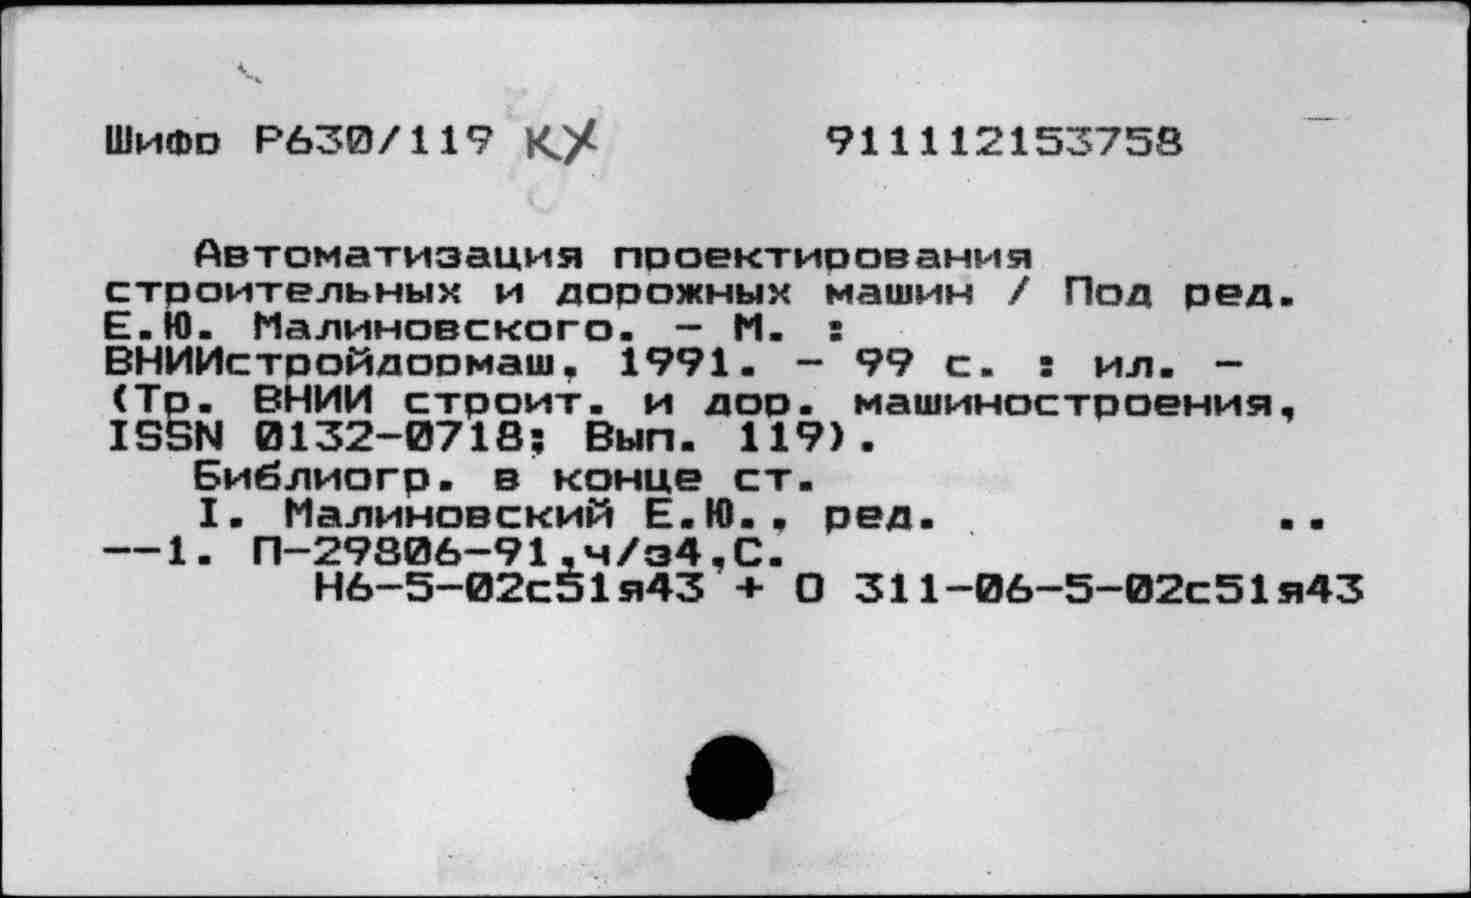 Шифр Р630/119 КХ 911112153758
Автоматизация проектирования
строительных и дорожных машин / Под ред.
Е.Ю. Малиновского. - М. :
ВНИИстройдормаш, 1991. - 99 с. : ил. -
(Тр. ВНИИ строит. и дор. машиностроения,
ISSN 0132-0718; Вып. 119).
Библиогр. в конце ст.
I. Малиновский Е.Ю., ред. ..
--1. П-29806-91,ч/з4,С.
Н6-5-02с51я43 + О 311-06-5-02с51я43